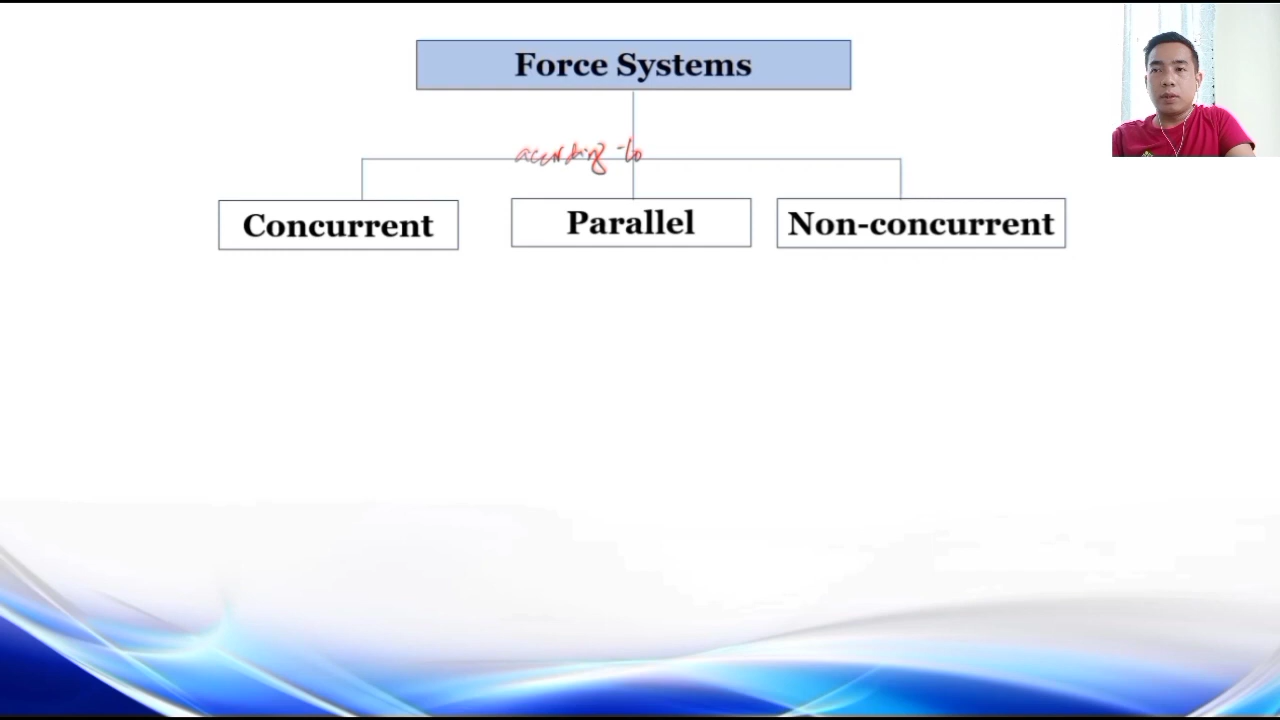 Force Systems
according to
Concurrent
Parallel
Non-concurrent